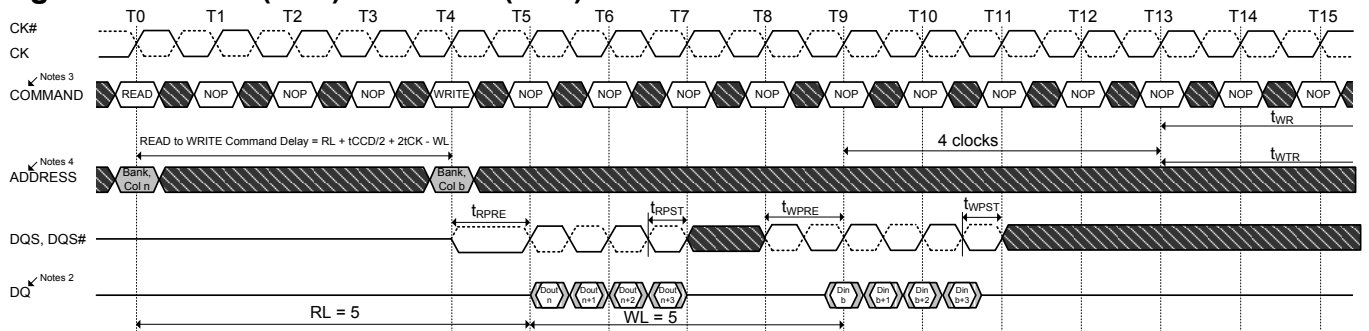 T0 T1 T2 T3 T4 T5 T6 T7 T8 T9 T10 T11 T12 T13 T14 T15
CK#
CK
Notes 3
COMMAND READ NOP NOP NOP WRITE NOP NOP NOP NOP NOP NOP NOP NOP NOP NOP NOP
tWR
READ to WRITE Command Delay = RL + tCCD/2 + 2tCK - WL
4 clocks
tWTR
Notes 4
ADDRESS
Bank, Col n
Bank, Col b
tRPRE tRPST tWPRE tWPST
DQS, DQS#
Notes 2
DQ
Dout n
Dout n+1
Dout n+2
Dout n+3
Din b
Din b+1
Din b+2
Din b+3
RL = 5 WL = 5